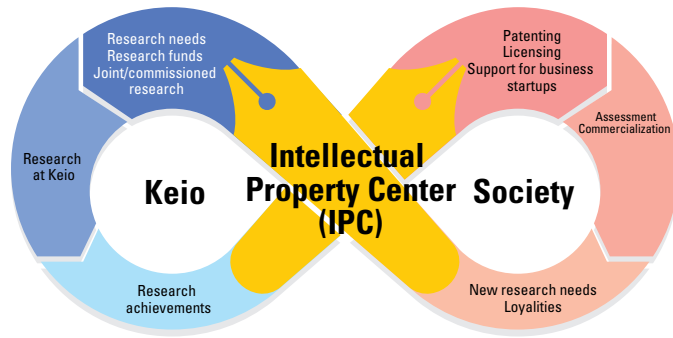 Research needs
Research funds
Joint/commissioned
research
Research
at Keio
Keio
Research
achievements
Intellectual
Property Center
(IPC)
Patenting
Licensing
Support for business
startups
Assessment
Commercialization
Society
New research needs
Loyalities